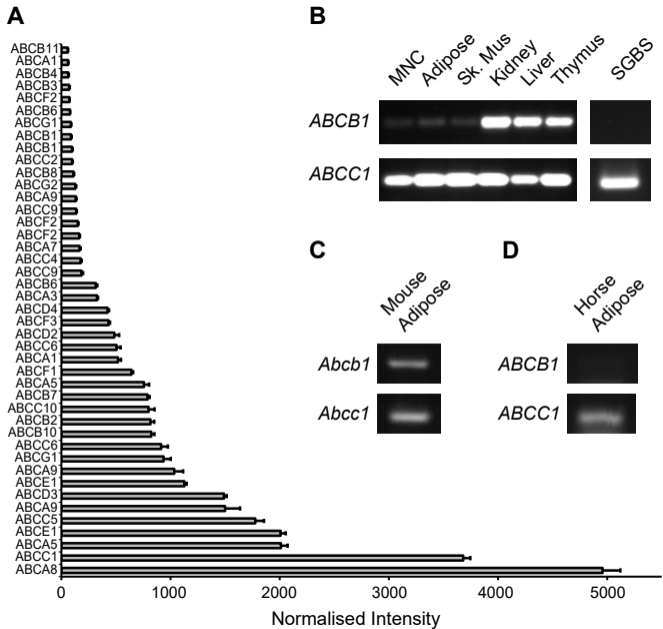 A
ABCB11
ABCA1
ABCB4
ABCB3
ABCF2
ABCB6
ABCG1
ABCB1
ABCB1
ABCC2
ABCB8
ABCG2
ABCA9
ABCC9
ABCF2
ABCF2
ABCA7
ABCC4
ABCC9
ABCB6
ABCA3
ABCD4
ABCF3
ABCD2
ABCC6
ABCA1
ABCF1
ABCA5
ABCB7
ABCC10
ABCB2
ABCB10
ABCC6
ABCG1
ABCA9
ABCE1
ABCD3
ABCA9
ABCC5
ABCE1
ABCA5
ABCC1
ABCA8
0 1000 2000 3000 4000 5000
Normalised Intensity
B
MNC Adipose Sk. Mus Kidney Liver Thymus SGBS
ABCB1
ABCC1
C
Mouse
Adipose
Abcb1
Abcc1
D
Horse
Adipose
ABCB1
ABCC1